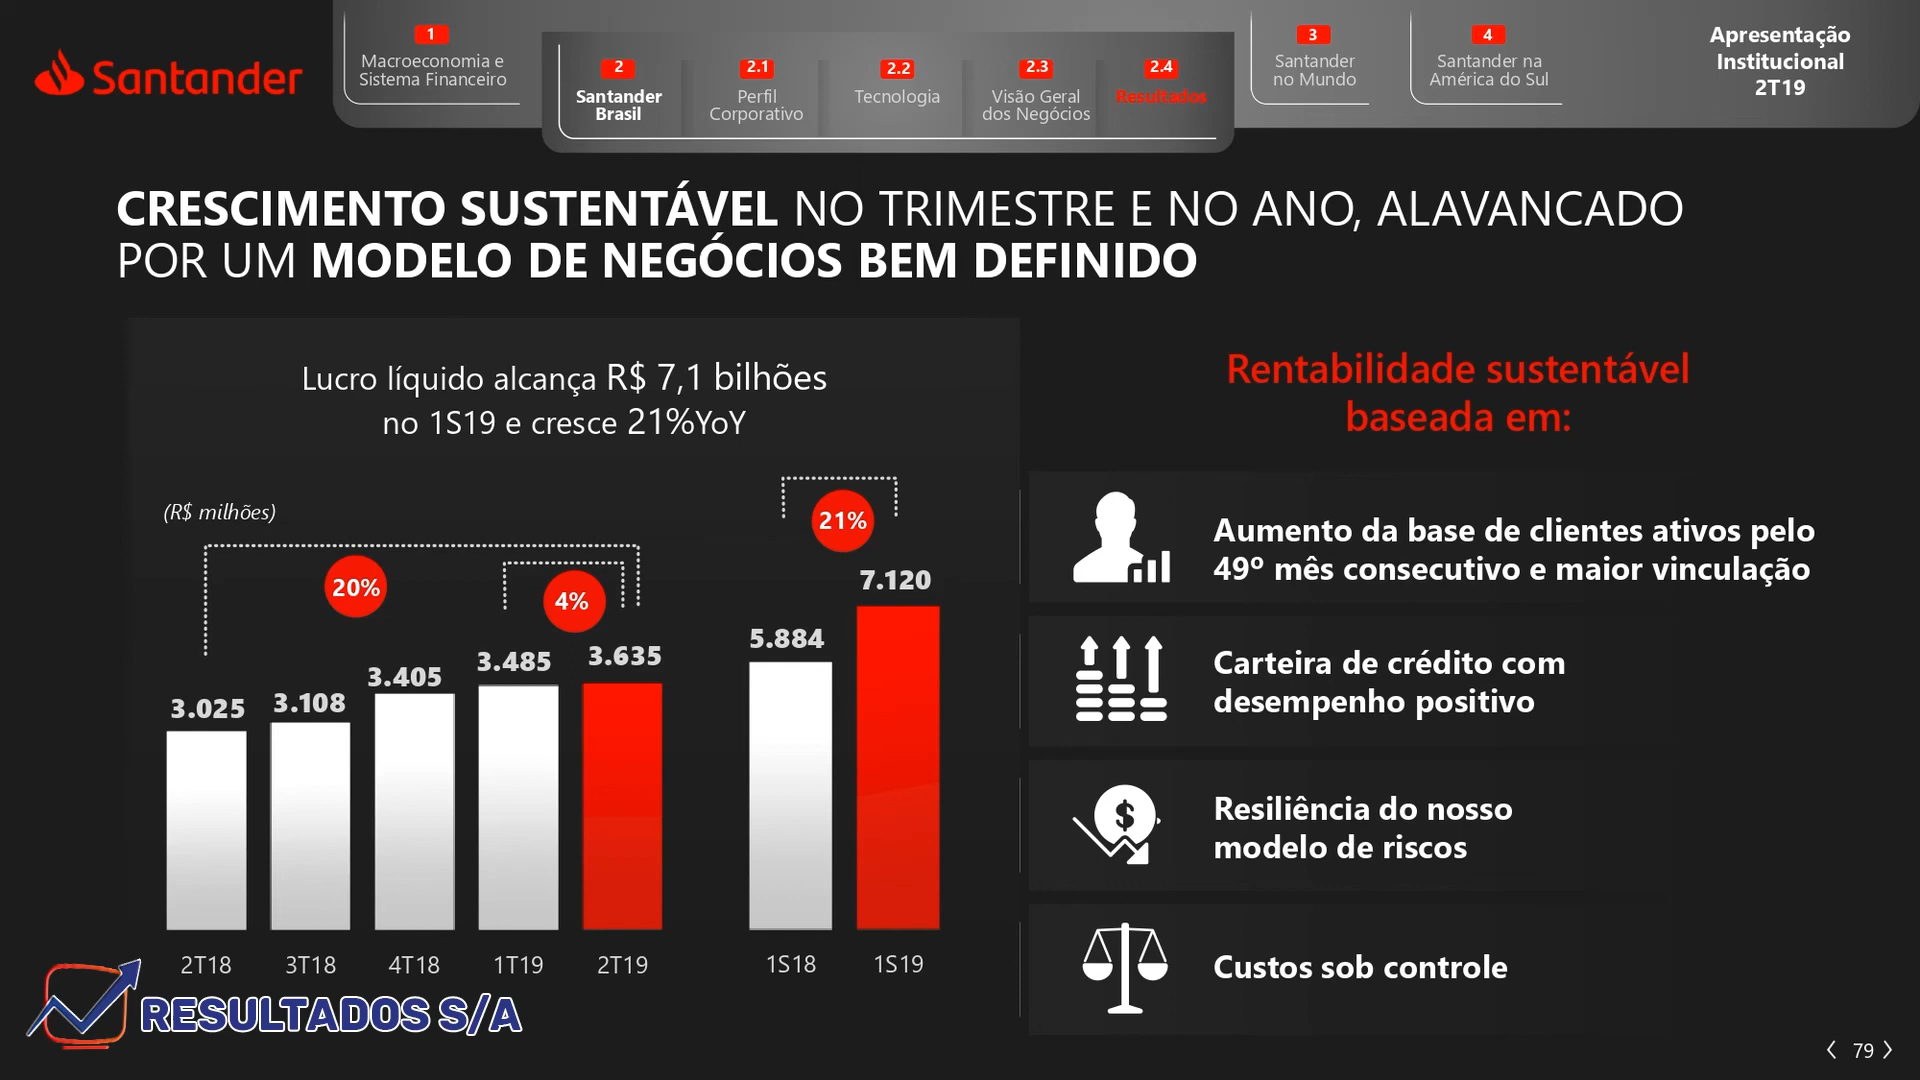 Santander
1
Macroeconomia e
Sistema Financeiro
2
Santander
Brasil
2.1
Perfil
Corporativo
2.2
Tecnologia
2.3
Visão Geral
dos Negócios
2.4
Resultados
3
Santander
no Mundo
4
Santander na
América do Sul
Apresentação
Institucional
2T19
CRESCIMENTO SUSTENTÁVEL NO TRIMESTRE E NO ANO, ALAVANCADO
POR UM MODELO DE NEGÓCIOS BEM DEFINIDO
Lucro líquido alcança R$ 7,1 bilhões
no 1S19 e cresce 21%YoY
(R$ milhões)
20%
4%
21%
3.025
3.108
3.405
3.485
3.635
5.884
7.120
2T18
3T18
4T18
1T19
2T19
1S18
1S19
Rentabilidade sustentável
baseada em:
Aumento da base de clientes ativos pelo
49º mês consecutivo e maior vinculação
Carteira de crédito com
desempenho positivo
$
Resiliência do nosso
modelo de riscos
Custos sob controle
RESULTADOS S/A
79